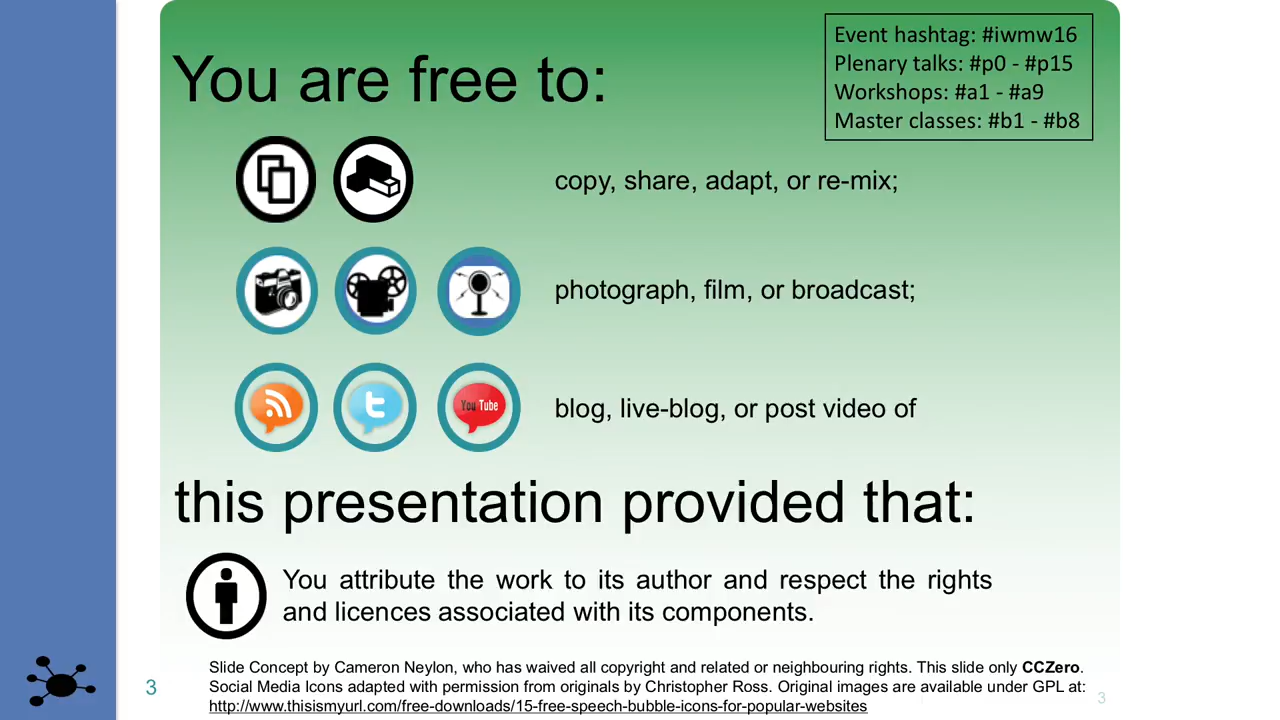 You are free to:
Event hashtag: #iwmw16
Plenary talks: #p0 - #p15
Workshops: #a1 - #a9
Master classes: #b1 - #b8
copy, share, adapt, or re-mix;
photograph, film, or broadcast;
You Tube
blog, live-blog, or post video of
this presentation provided that:
You attribute the work to its author and respect the rights
and licences associated with its components.
Slide Concept by Cameron Neylon, who has waived all copyright and related or neighbouring rights. This slide only CCZero.
Social Media Icons adapted with permission from originals by Christopher Ross. Original images are available under GPL at:
http://www.thisismyurl.com/free-downloads/15-free-speech-bubble-icons-for-popular-websites
3
3